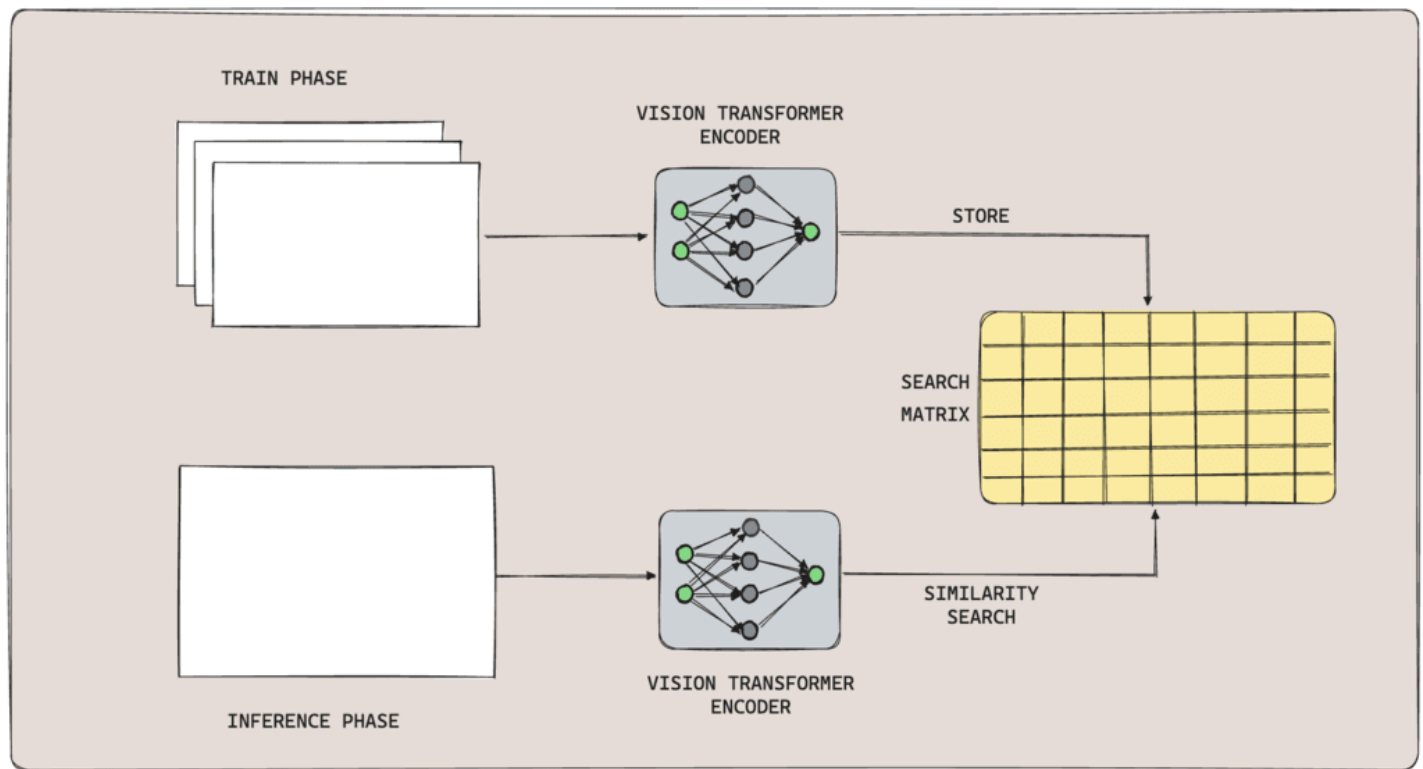 TRAIN PHASE
VISION TRANSFORMER
ENCODER
STORE
SEARCH
MATRIX
SIMILARITY
SEARCH
VISION TRANSFORMER
ENCODER
INFERENCE PHASE